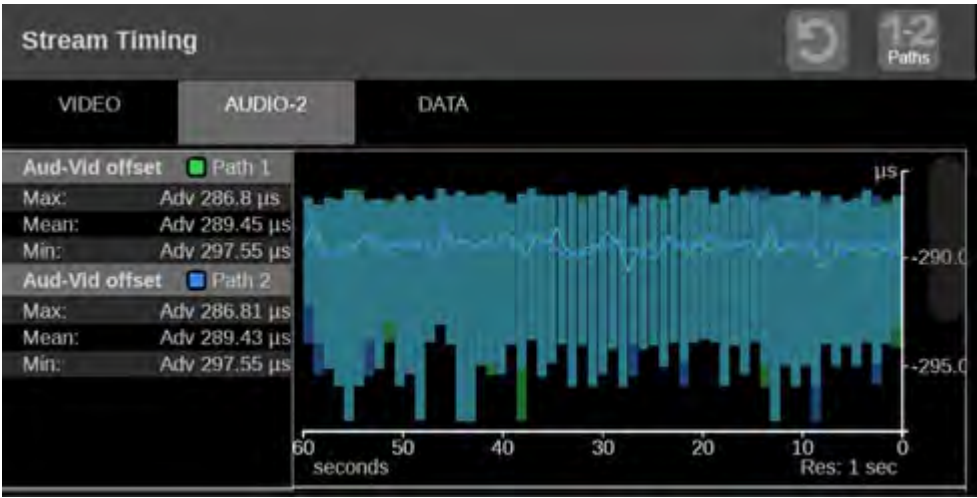 Stream Timing
1-2
Paths
VIDEO AUDIO-2 DATA
Aud-Vid offset Path 1
Max: Adv 286.8 µs
Mean: Adv 289.45 µs
Min: Adv 297.55 µs
Aud-Vid offset Path 2
Max: Adv 286.81 µs
Mean: Adv 289.43 µs
Min: Adv 297.55 µs
µs
-290.0
-295.0
60 50 40 30 20 10 0
seconds Res: 1 sec